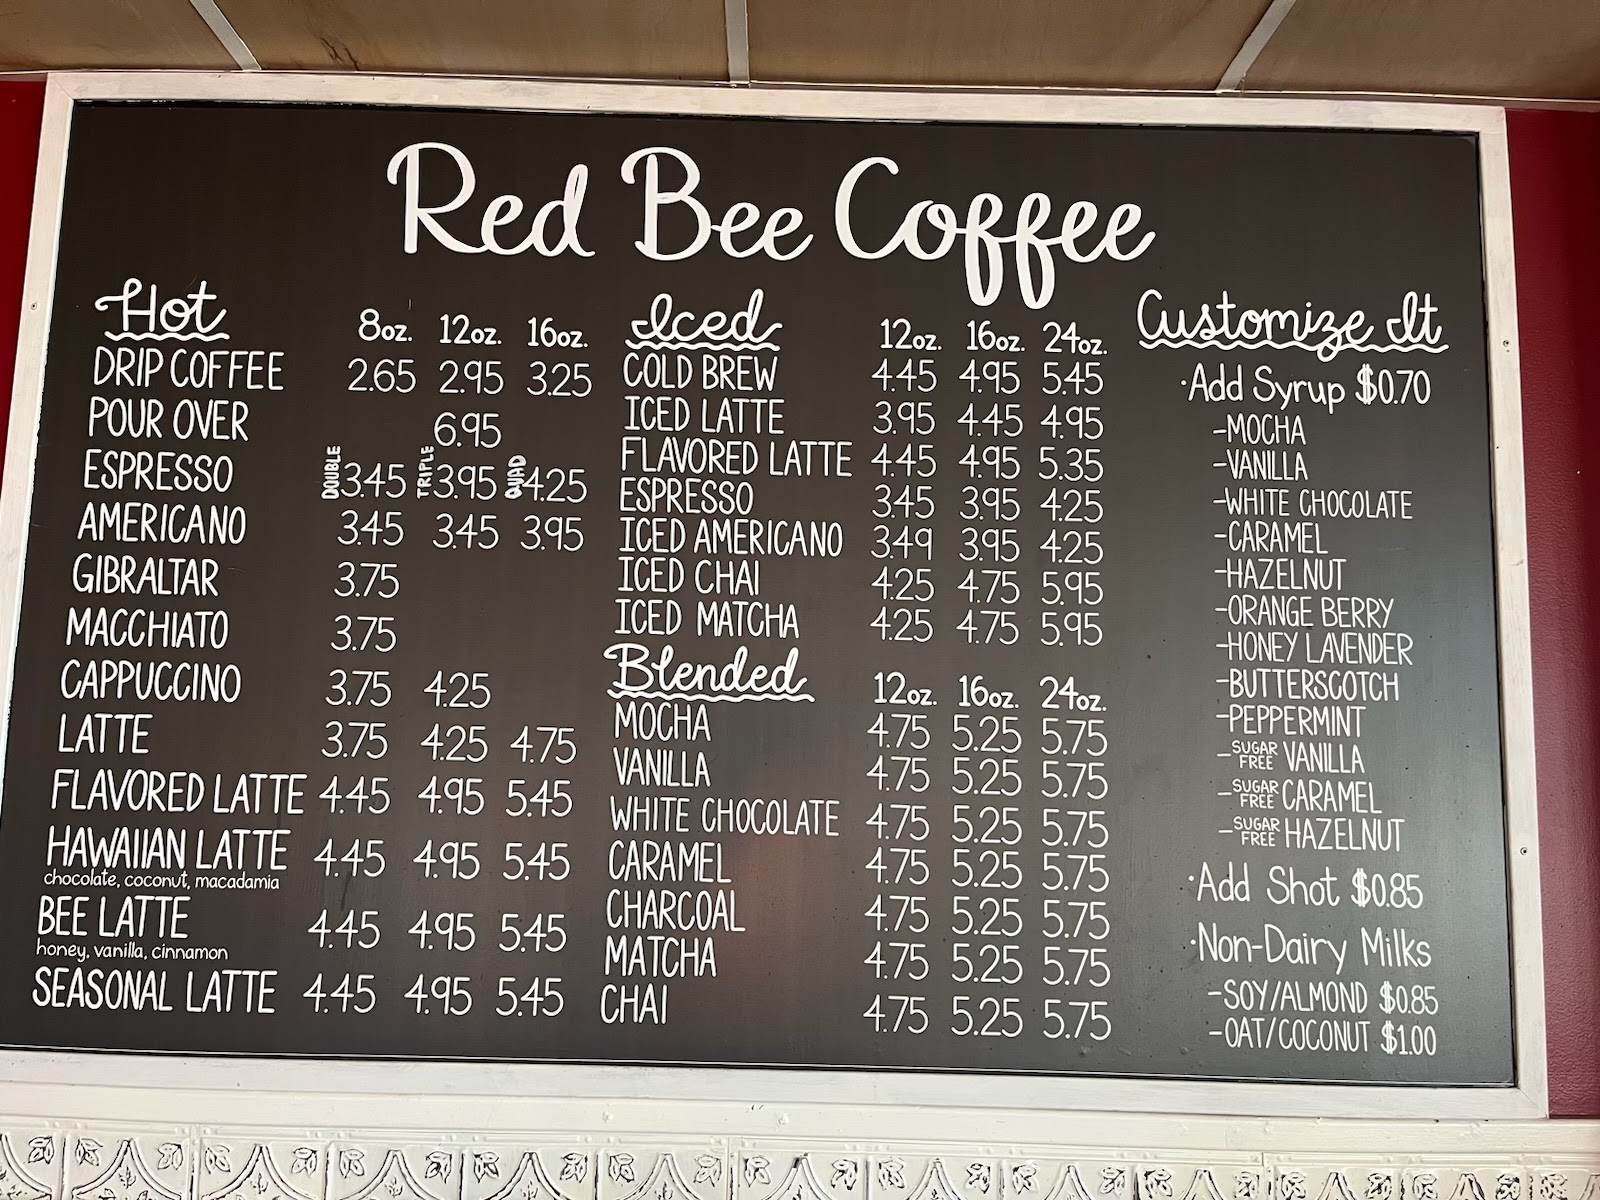 Red Bee Coffee
Hot 8oz. 12oz. 16oz.
DRIP COFFEE 2.65 2.95 3.25
POUR OVER 6.95
ESPRESSO DOUBLE 3.45 TRIPLE 3.95 QUAD 4.25
AMERICANO 3.45 3.45 3.95
GIBRALTAR 3.75
MACCHIATO 3.75
CAPPUCCINO 3.75 4.25
LATTE 3.75 4.25 4.75
FLAVORED LATTE 4.45 4.95 5.45
HAWAIIAN LATTE 4.45 4.95 5.45
chocolate, coconut, macadamia
BEE LATTE 4.45 4.95 5.45
honey, vanilla, cinnamon
SEASONAL LATTE 4.45 4.95 5.45
Iced 12oz. 16oz. 24oz.
COLD BREW 4.45 4.95 5.45
ICED LATTE 3.95 4.45 4.95
FLAVORED LATTE 4.45 4.95 5.35
ESPRESSO 3.45 3.95 4.25
ICED AMERICANO 3.49 3.95 4.25
ICED CHAI 4.25 4.75 5.95
ICED MATCHA 4.25 4.75 5.95
Blended 12oz. 16oz. 24oz.
MOCHA 4.75 5.25 5.75
VANILLA 4.75 5.25 5.75
WHITE CHOCOLATE 4.75 5.25 5.75
CARAMEL 4.75 5.25 5.75
CHARCOAL 4.75 5.25 5.75
MATCHA 4.75 5.25 5.75
CHAI 4.75 5.25 5.75
Customize It
·Add Syrup $0.70
-MOCHA
-VANILLA
-WHITE CHOCOLATE
-CARAMEL
-HAZELNUT
-ORANGE BERRY
-HONEY LAVENDER
-BUTTERSCOTCH
-PEPPERMINT
-SUGAR FREE VANILLA
-SUGAR FREE CARAMEL
-SUGAR FREE HAZELNUT
·Add Shot $0.85
·Non-Dairy Milks
-SOY/ALMOND $0.85
-OAT/COCONUT $1.00